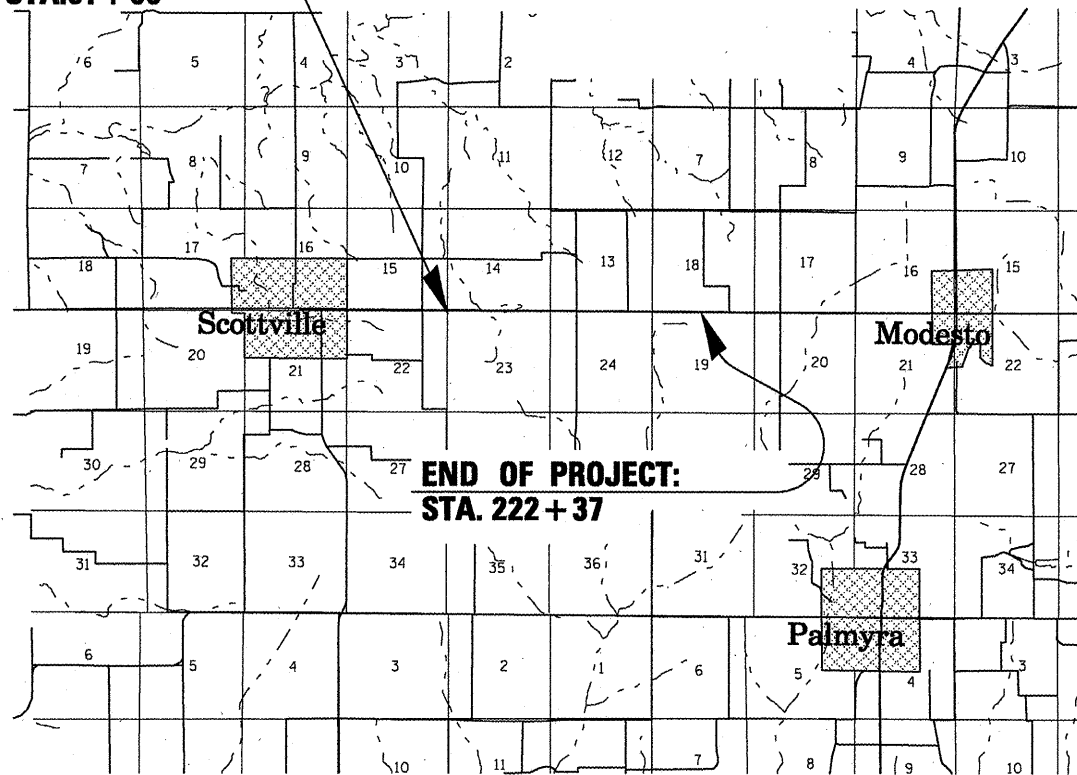 6 5 4 3 2 4 3
7 8 9 10 11 12 7 8 9 10
18 17 16 15 14 13 18 17 16 15
Scottville Modesto
19 20 21 22 23 24 19 20 21 22
30 29 28 27 29 28 27
END OF PROJECT:
STA. 222+37
31 32 33 34 35 36 31 32 33 34
Palmyra
6 5 4 3 2 1 6 5 4 3
10 11 7 8 9 10